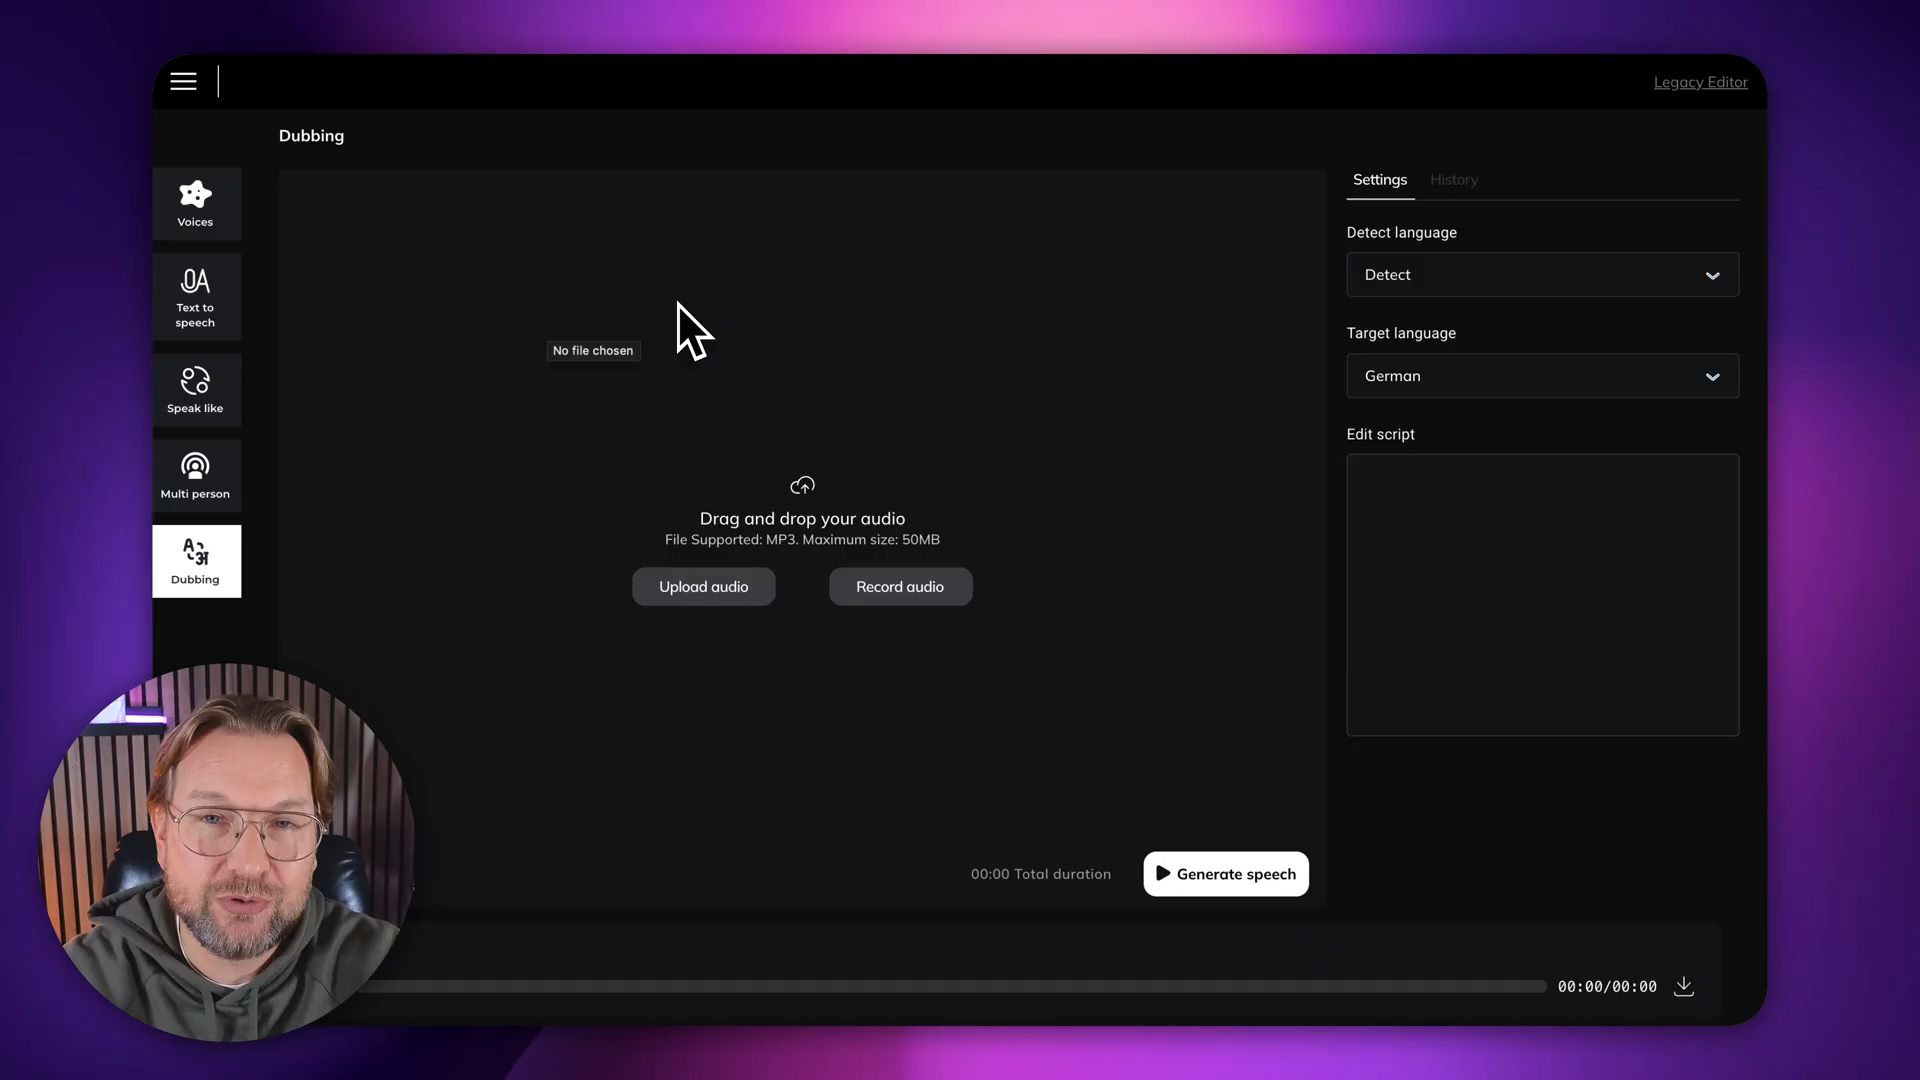 Legacy Editor
Dubbing
Voices
Text to
speech
Speak like
Multi person
Dubbing
No file chosen
Drag and drop your audio
File Supported: MP3. Maximum size: 50MB
Upload audio
Record audio
00:00 Total duration
Generate speech
Settings
History
Detect language
Detect
Target language
German
Edit script
00:00/00:00